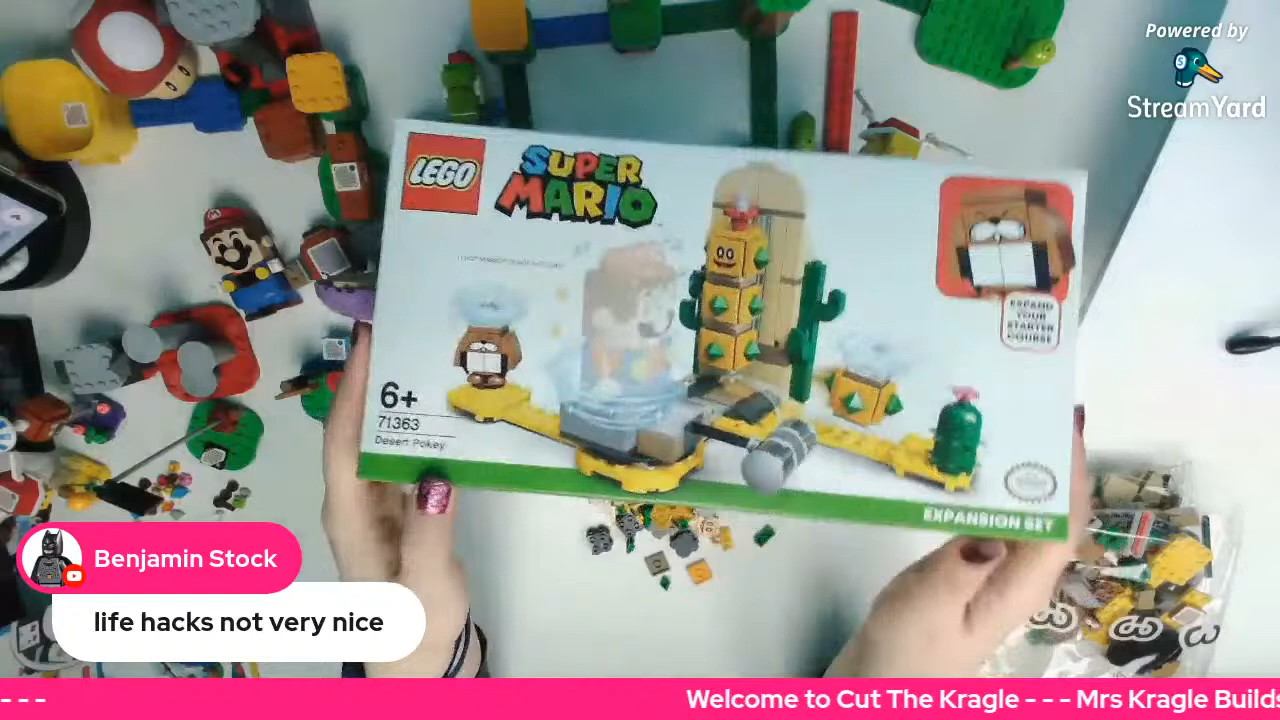 Powered by
StreamYard
LEGO
SUPER
MARIO
EXPAND
YOUR
STARTER
COURSE
6+
71363
Desert Pokey
EXPANSION SET
Benjamin Stock
life hacks not very nice
- - - Welcome to Cut The Kragle - - - Mrs Kragle Builds